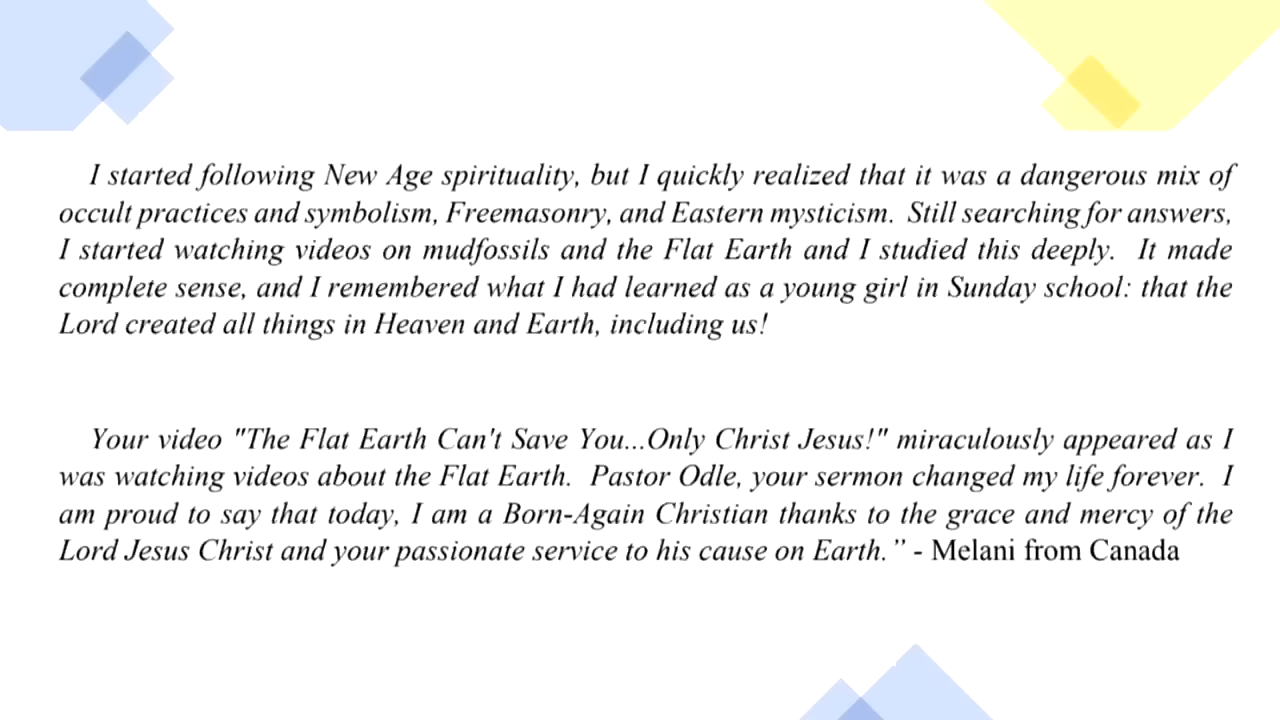 I started following New Age spirituality, but I quickly realized that it was a dangerous mix of
occult practices and symbolism, Freemasonry, and Eastern mysticism.  Still searching for answers,
I started watching videos on mudfossils and the Flat Earth and I studied this deeply.  It made
complete sense, and I remembered what I had learned as a young girl in Sunday school: that the
Lord created all things in Heaven and Earth, including us!
Your video "The Flat Earth Can't Save You...Only Christ Jesus!" miraculously appeared as I
was watching videos about the Flat Earth.  Pastor Odle, your sermon changed my life forever.  I
am proud to say that today, I am a Born-Again Christian thanks to the grace and mercy of the
Lord Jesus Christ and your passionate service to his cause on Earth.” - Melani from Canada